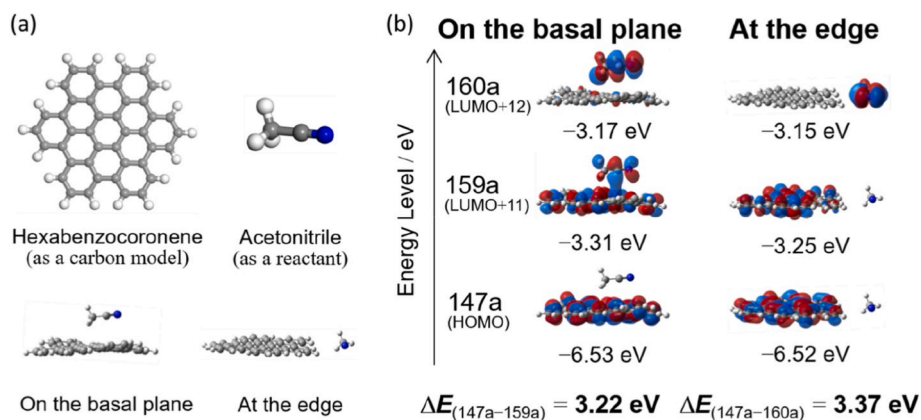 (a)
Hexabenzocoronene
(as a carbon model)
Acetonitrile
(as a reactant)
On the basal plane
At the edge
(b)
On the basal plane
At the edge
Energy Level / eV
160a
(LUMO+12)
−3.17 eV
−3.15 eV
159a
(LUMO+11)
−3.31 eV
−3.25 eV
147a
(HOMO)
−6.53 eV
−6.52 eV
ΔE(147a–159a) = 3.22 eV
ΔE(147a–160a) = 3.37 eV